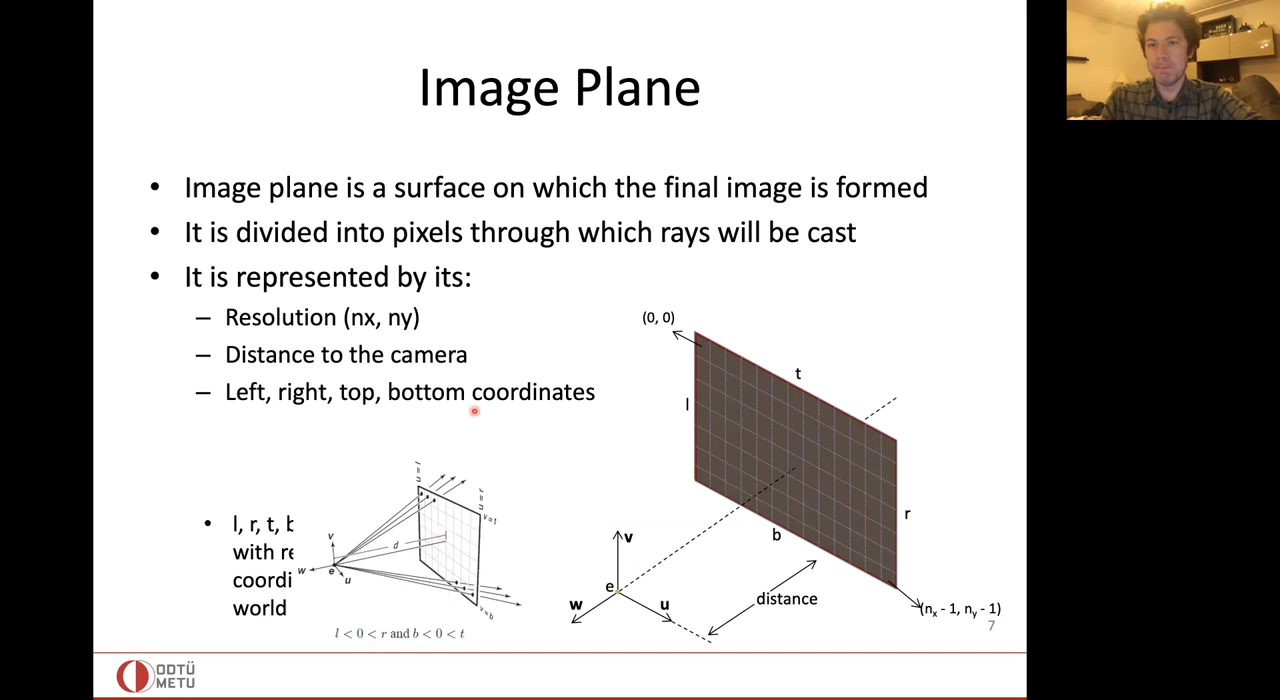 Image Plane
• Image plane is a surface on which the final image is formed
• It is divided into pixels through which rays will be cast
• It is represented by its:
– Resolution (nx, ny)
– Distance to the camera
– Left, right, top, bottom coordinates
(0, 0)
t
l
r
b
v
e
w
u
distance
(nx - 1, ny - 1)
• l, r, t, b
with re
coordi
world
u = l
u = r
v = t
v
d
w
e
u
v = b
l < 0 < r and b < 0 < t
7
ODTÜ
METU